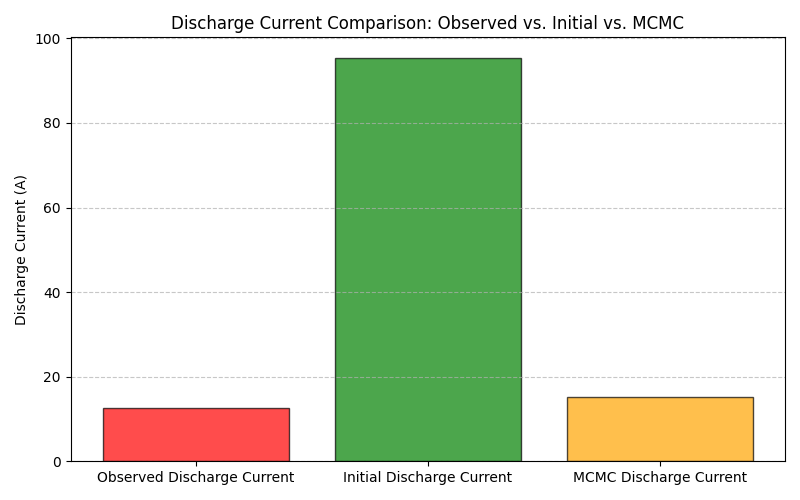 Discharge Current Comparison: Observed vs. Initial vs. MCMC
Discharge Current (A)
100
80
60
40
20
0
Observed Discharge Current
Initial Discharge Current
MCMC Discharge Current